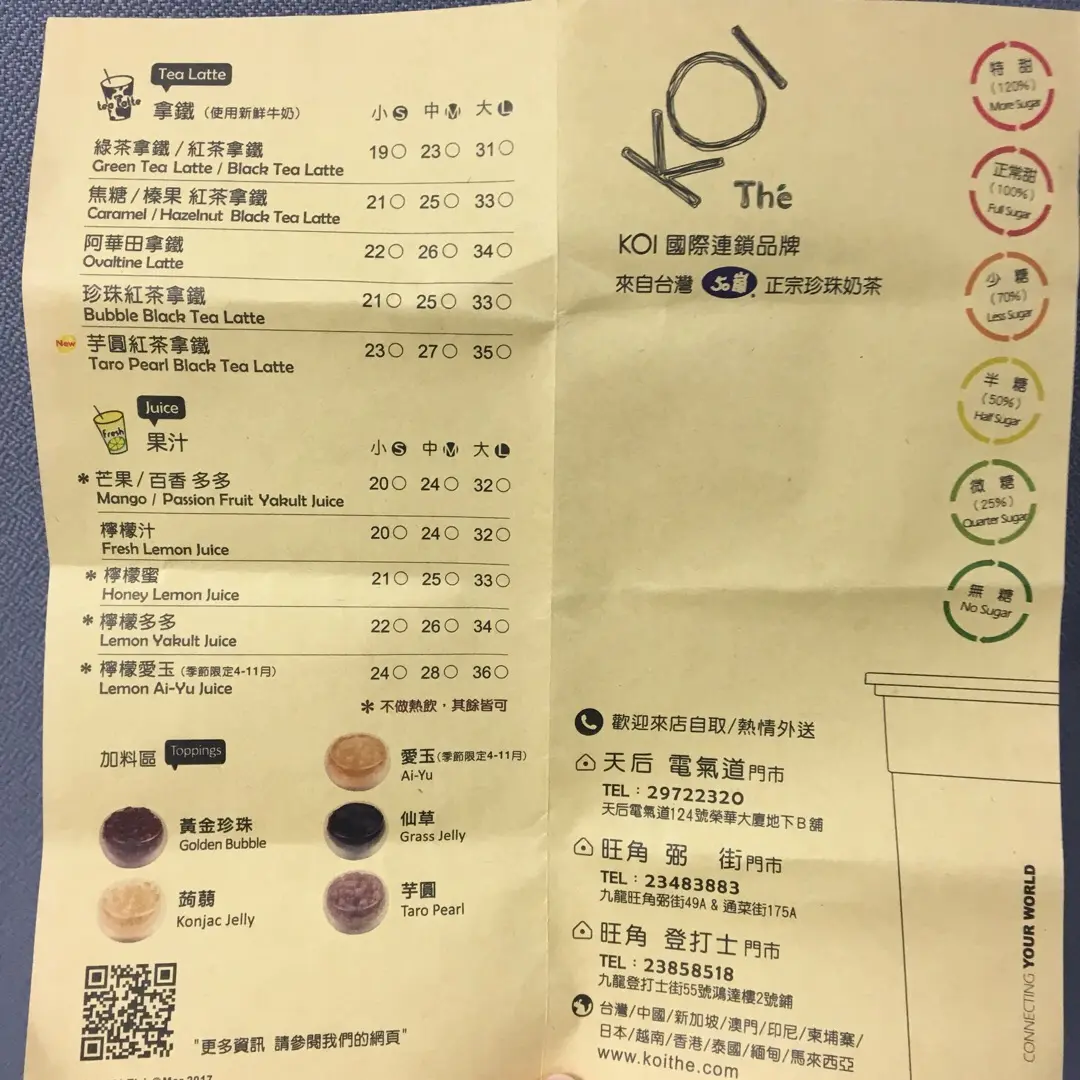 Tea Latte
拿鐵（使用新鮮牛奶） 小 S 中 M 大 L
綠茶拿鐵 / 紅茶拿鐵 19 23 31
Green Tea Latte / Black Tea Latte
焦糖 / 榛果 紅茶拿鐵 21 25 33
Caramel / Hazelnut Black Tea Latte
阿華田拿鐵 22 26 34
Ovaltine Latte
珍珠紅茶拿鐵 21 25 33
Bubble Black Tea Latte
New 芋圓紅茶拿鐵 23 27 35
Taro Pearl Black Tea Latte
Juice
fresh
果汁 小 S 中 M 大 L
* 芒果 / 百香 多多 20 24 32
Mango / Passion Fruit Yakult Juice
檸檬汁 20 24 32
Fresh Lemon Juice
* 檸檬蜜 21 25 33
Honey Lemon Juice
* 檸檬多多 22 26 34
Lemon Yakult Juice
* 檸檬愛玉（季節限定4-11月） 24 28 36
Lemon Ai-Yu Juice
* 不做熱飲，其餘皆可
加料區 Toppings
愛玉（季節限定4-11月）
Ai-Yu
黃金珍珠
Golden Bubble
仙草
Grass Jelly
蒟蒻
Konjac Jelly
芋圓
Taro Pearl
"更多資訊 請參閱我們的網頁"
KOI
Thé
KOI 國際連鎖品牌
來自台灣 50嵐 正宗珍珠奶茶
特甜
（120%）
More Sugar
正常甜
（100%）
Full Sugar
少糖
（70%）
Less Sugar
半糖
（50%）
Half Sugar
微糖
（25%）
Quarter Sugar
無糖
No Sugar
歡迎來店自取/熱情外送
天后 電氣道門市
TEL：29722320
天后電氣道124號榮華大廈地下B舖
旺角 弼 街門市
TEL：23483883
九龍旺角弼街49A & 通菜街175A
旺角 登打士門市
TEL：23858518
九龍登打士街55號鴻達樓2號鋪
台灣/中國/新加坡/澳門/印尼/柬埔寨/
日本/越南/香港/泰國/緬甸/馬來西亞
www.koithe.com
CONNECTING YOUR WORLD